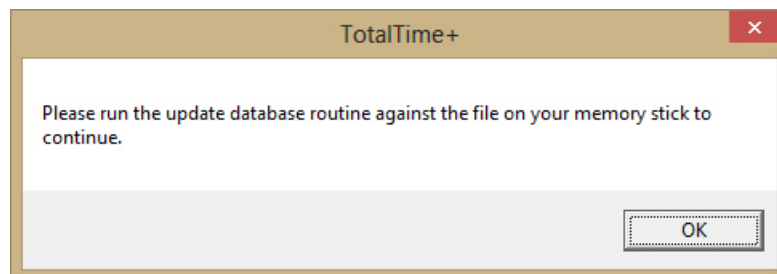 TotalTime+
Please run the update database routine against the file on your memory stick to
continue.
OK